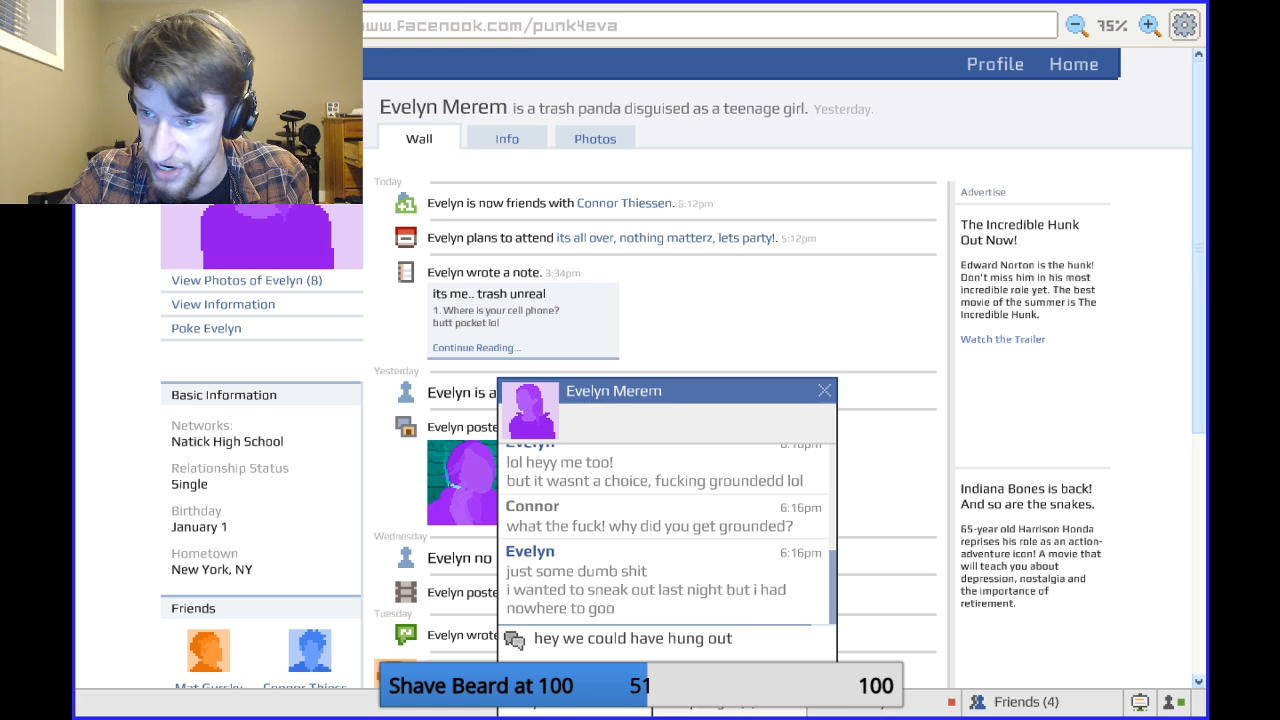 ww.facenook.com/punk4eva
75%
Profile Home
Evelyn Merem is a trash panda disguised as a teenage girl. Yesterday.
Wall Info Photos
Today
Evelyn is now friends with Connor Thiessen. 5:12pm
Evelyn plans to attend its all over, nothing matterz, lets party!. 5:12pm
Evelyn wrote a note. 3:34pm
its me.. trash unreal
1. Where is your cell phone?
butt pocket lol
Continue Reading...
Yesterday
Evelyn is a
Evelyn poste
Wednesday
Evelyn no
Evelyn poste
Tuesday
Evelyn wrote
View Photos of Evelyn (8)
View Information
Poke Evelyn
Basic Information
Networks:
Natick High School
Relationship Status
Single
Birthday
January 1
Hometown
New York, NY
Friends
Mat Gursky Connor Thiess
Evelyn Merem
Evelyn 6:16pm
lol heyy me too!
but it wasnt a choice, fucking groundedd lol
Connor 6:16pm
what the fuck! why did you get grounded?
Evelyn 6:16pm
just some dumb shit
i wanted to sneak out last night but i had
nowhere to goo
hey we could have hung out
Advertise
The Incredible Hunk
Out Now!
Edward Norton is the hunk!
Don't miss him in his most
incredible role yet. The best
movie of the summer is The
Incredible Hunk.
Watch the Trailer
Indiana Bones is back!
And so are the snakes.
65-year old Harrison Honda
reprises his role as an action-
adventure icon! A movie that
will teach you about
depression, nostalgia and
the importance of
retirement.
Shave Beard at 100 51 100
Friends (4)